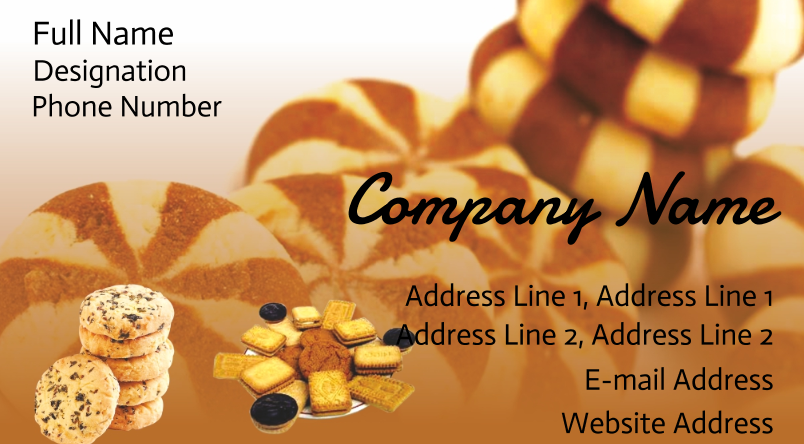 Full Name
Designation
Phone Number
Company Name
Address Line 1, Address Line 1
Address Line 2, Address Line 2
E-mail Address
Website Address